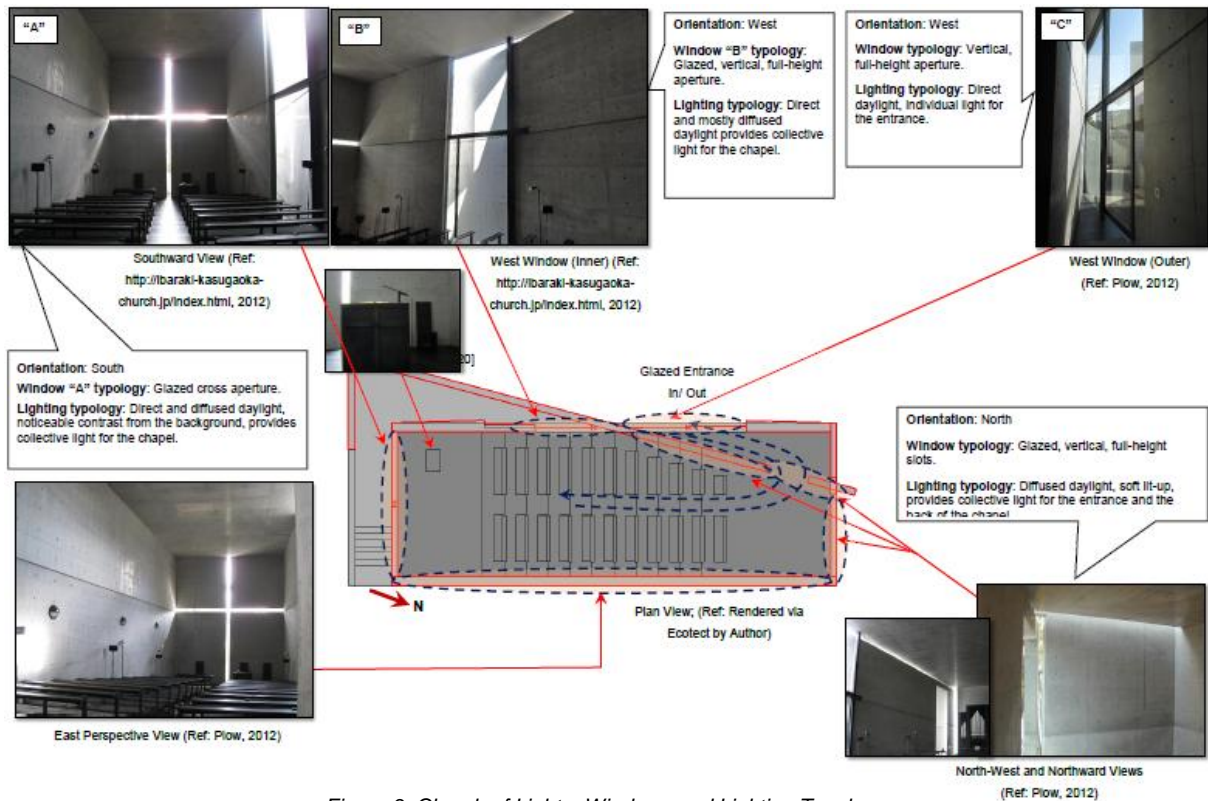 “A”
“B”
“C”
Orientation: West
Window “B” typology:
Glazed, vertical, full-height
aperture.
Lighting typology: Direct
and mostly diffused
daylight provides collective
light for the chapel.
Orientation: West
Window typology: Vertical,
full-height aperture.
Lighting typology: Direct
daylight, individual light for
the entrance.
Southward View (Ref:
http://ibaraki-kasugaoka-
church.jp/index.html, 2012)
West Window (Inner) (Ref:
http://ibaraki-kasugaoka-
church.jp/index.html, 2012)
West Window (Outer)
(Ref: Plow, 2012)
Orientation: South
Window “A” typology: Glazed cross aperture.
Lighting typology: Direct and diffused daylight,
noticeable contrast from the background, provides
collective light for the chapel.
20]
Glazed Entrance
In/ Out
Orientation: North
Window typology: Glazed, vertical, full-height
slots.
Lighting typology: Diffused daylight, soft lit-up,
provides collective light for the entrance and the
back of the chapel
N
Plan View; (Ref: Rendered via
Ecotect by Author)
East Perspective View (Ref: Plow, 2012)
North-West and Northward Views
(Ref: Plow, 2012)